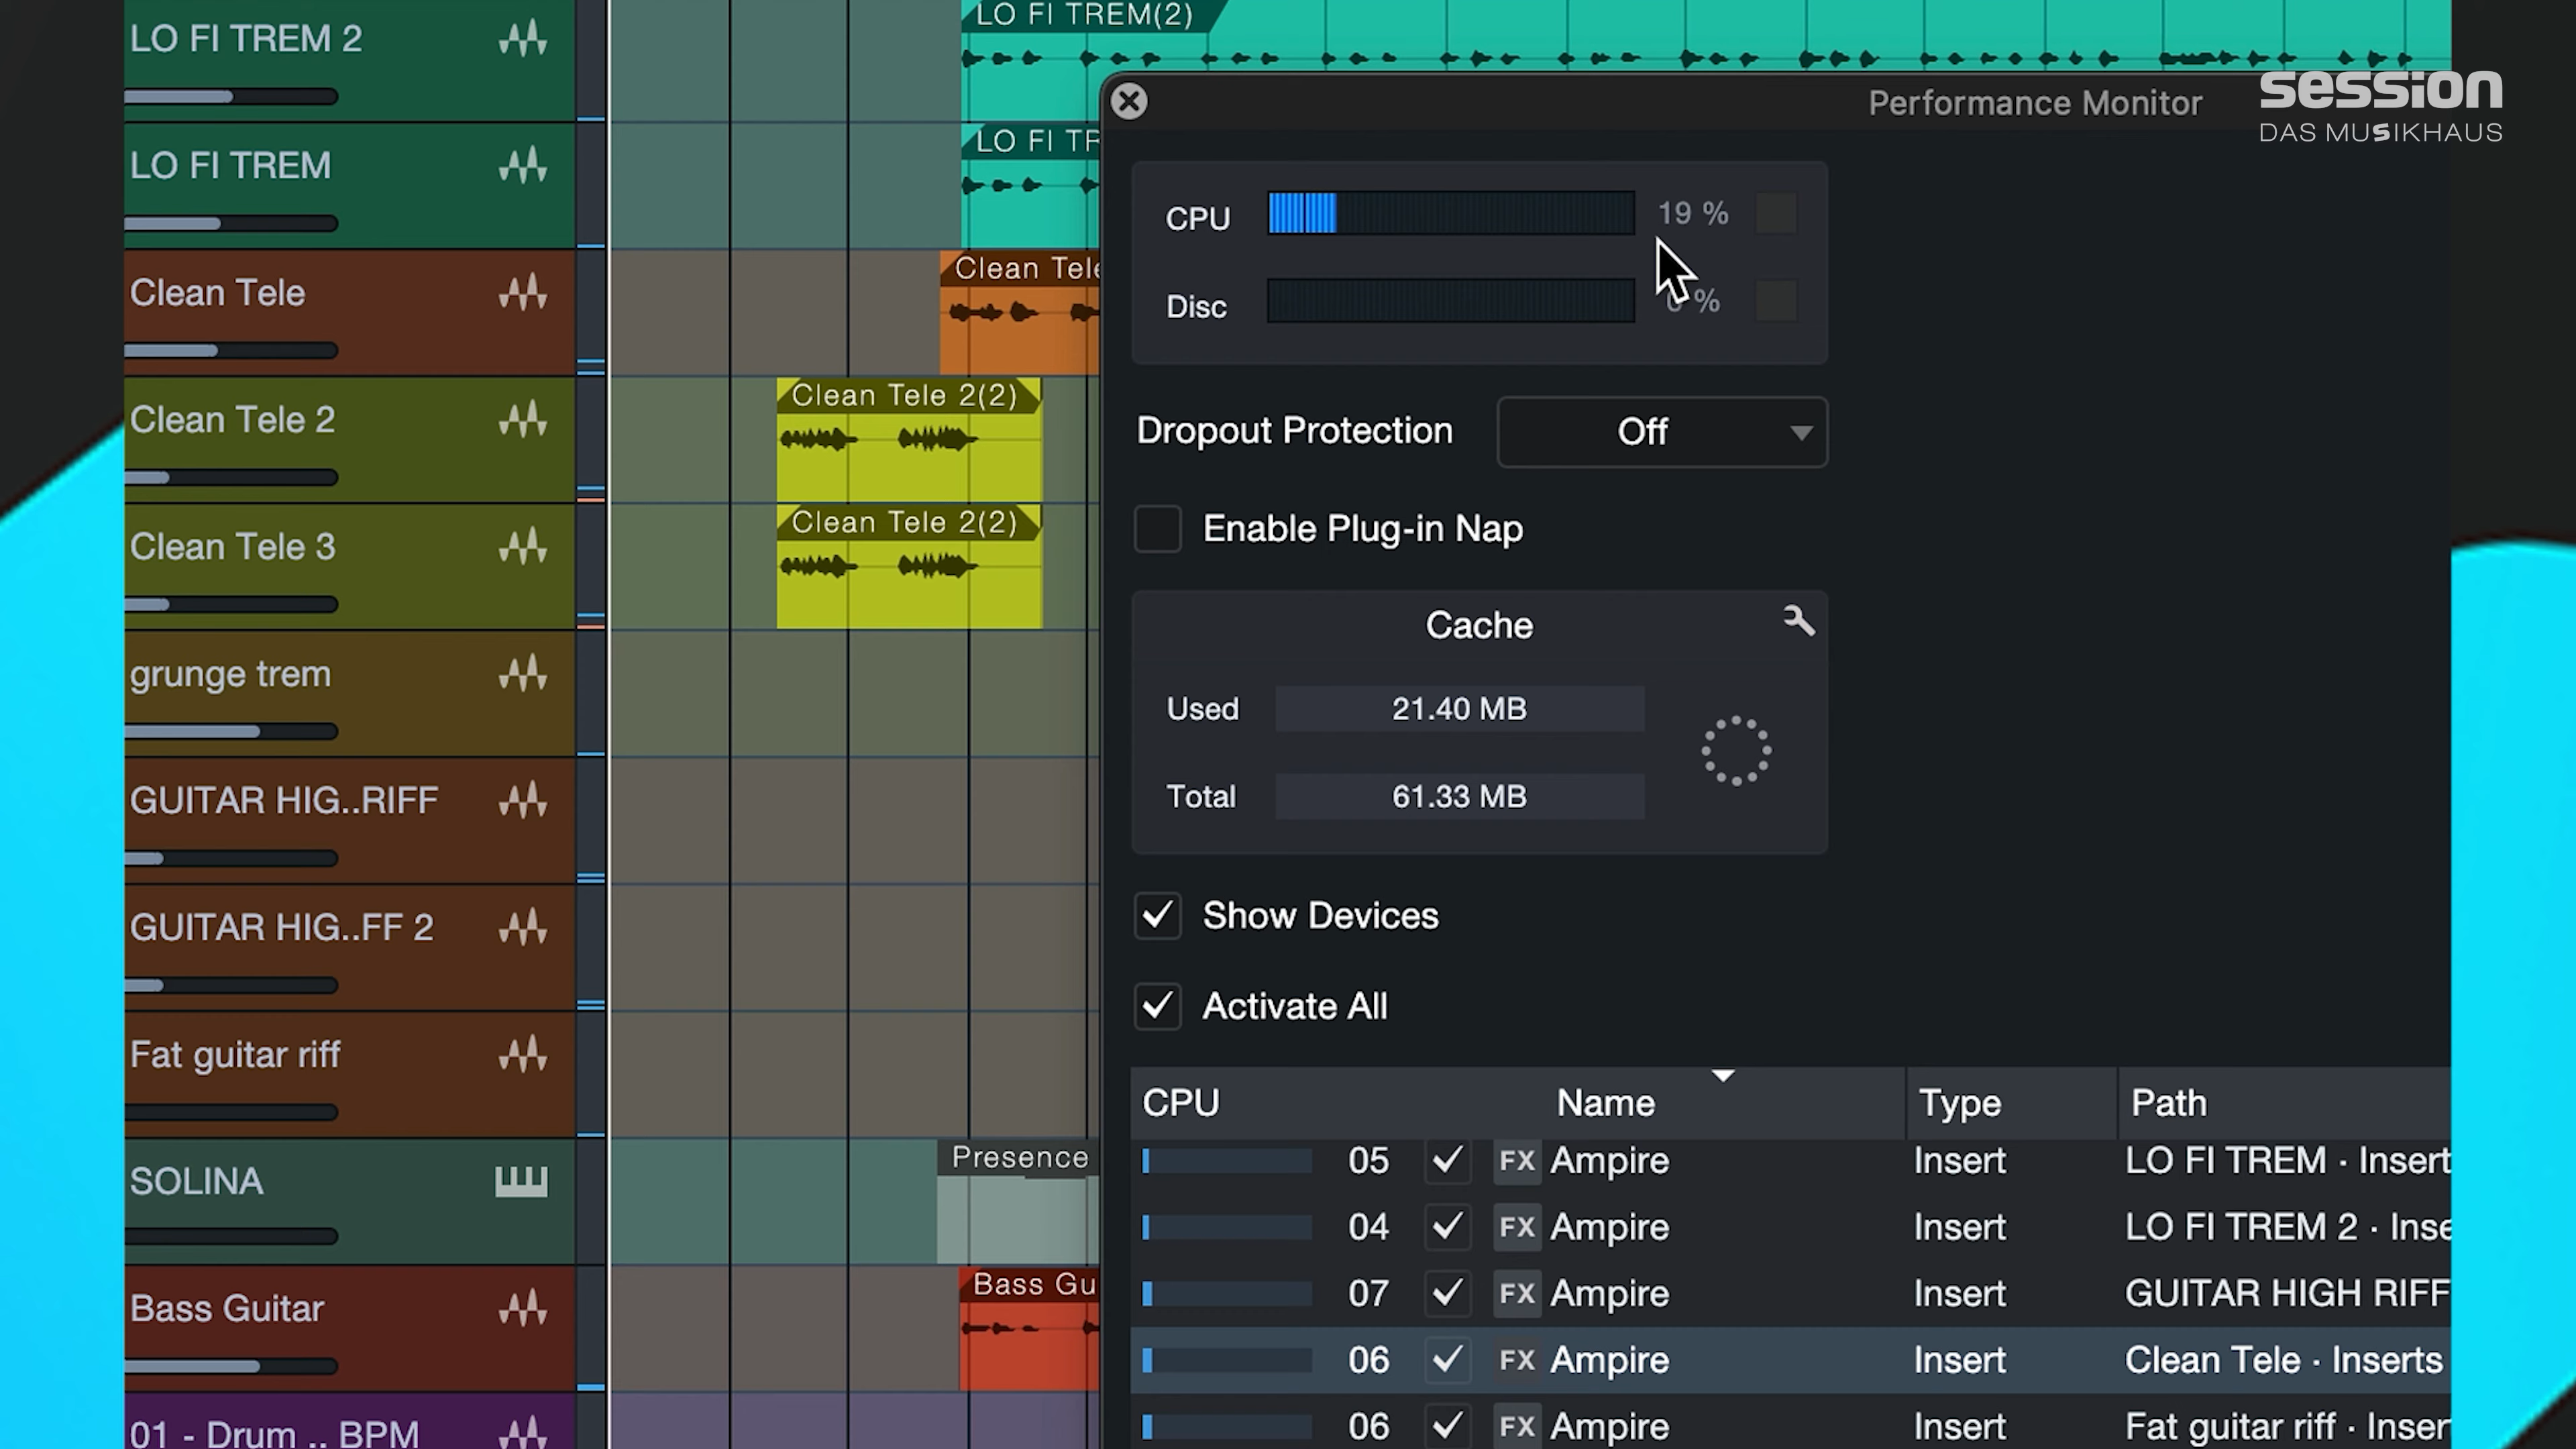 LO FI TREM 2
LO FI TREM(2)
session
DAS MUSIKHAUS
Performance Monitor
LO FI TREM
LO FI TR
CPU
19 %
Disc
%
Clean Tele
Clean Tele
Dropout Protection
Off
Clean Tele 2
Clean Tele 2(2)
Enable Plug-in Nap
Clean Tele 3
Clean Tele 2(2)
Cache
grunge trem
Used
21.40 MB
Total
61.33 MB
GUITAR HIG..RIFF
GUITAR HIG..FF 2
Show Devices
Activate All
Fat guitar riff
CPU
Name
Type
Path
SOLINA
Presence
05 FX Ampire Insert LO FI TREM · Insert
04 FX Ampire Insert LO FI TREM 2 · Inse
Bass Guitar
Bass Gu
07 FX Ampire Insert GUITAR HIGH RIFF
06 FX Ampire Insert Clean Tele · Inserts
01 - Drum .. BPM
06 FX Ampire Insert Fat guitar riff · Inser